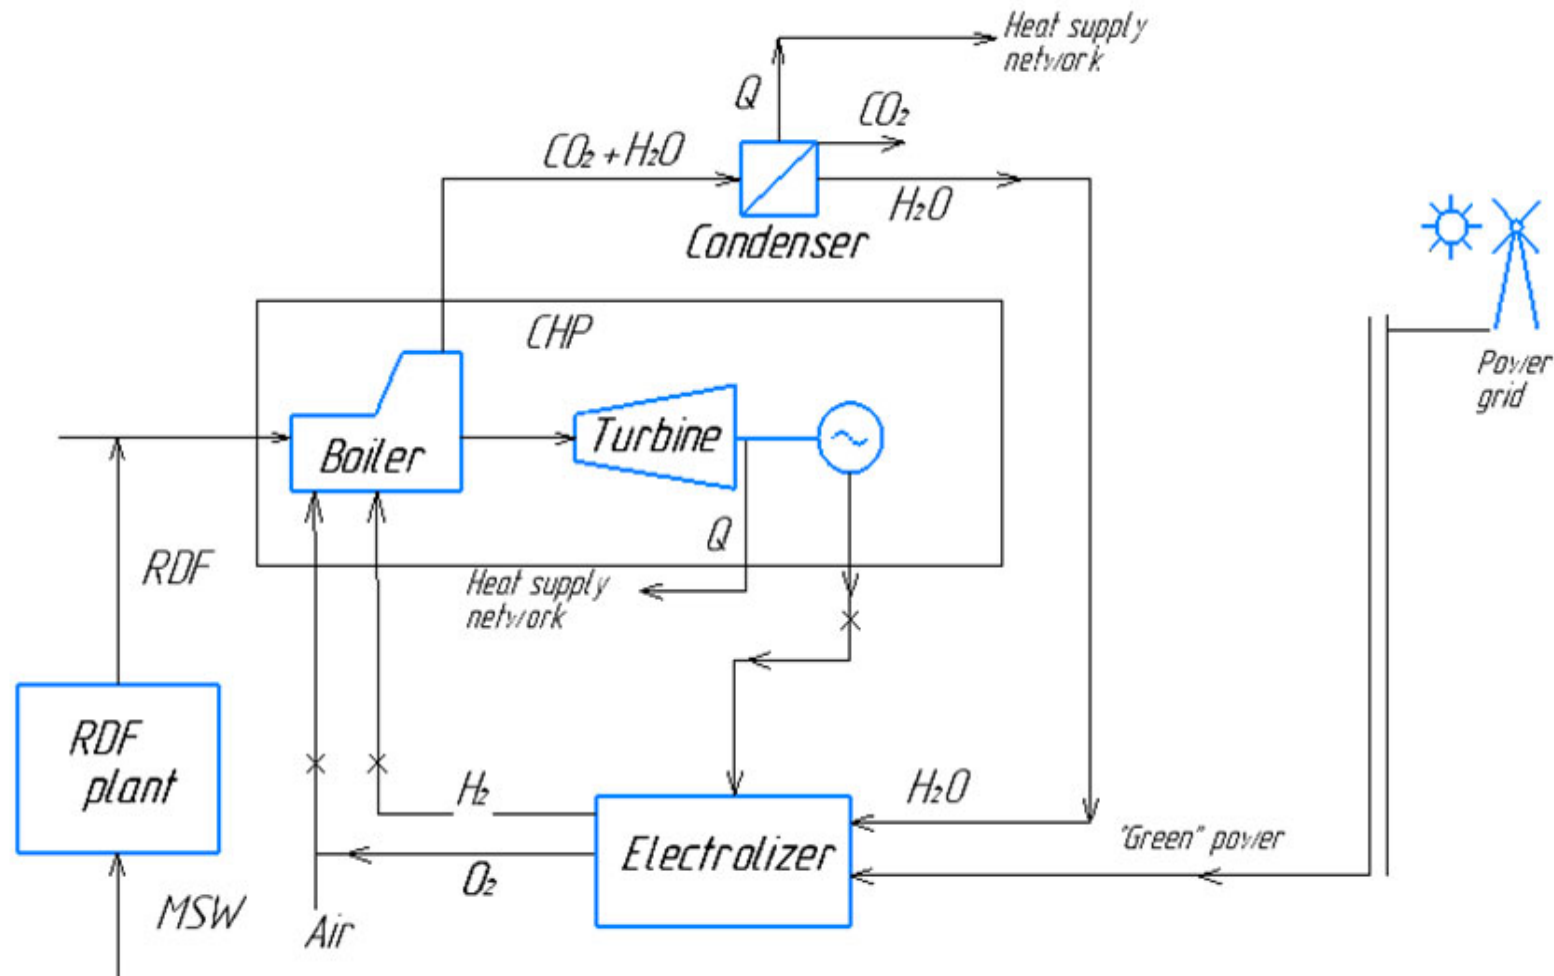 Heat supply
network
Q
CO₂
CO₂ + H₂O
H₂O
Condenser
CHP
Power
grid
Turbine
Boiler
Q
RDF
Heat supply
network
RDF
plant
H₂
H₂O
"Green" power
Electrolizer
O₂
MSW
Air